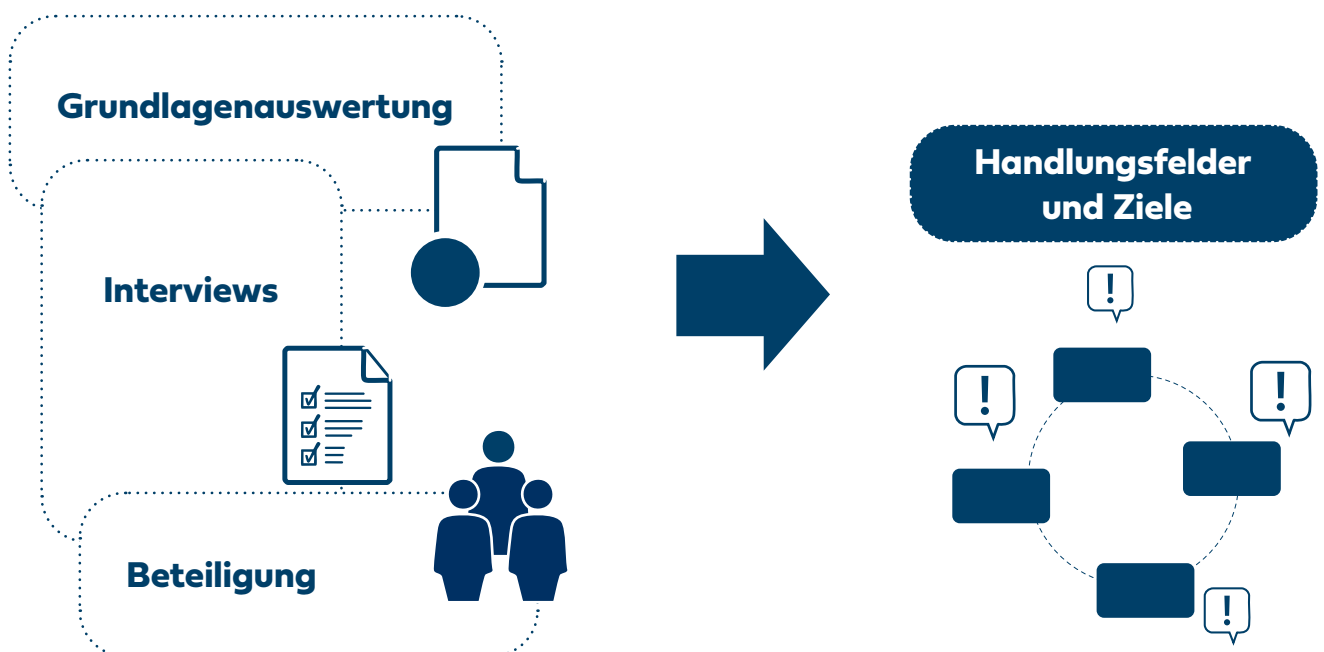 Grundlagenauswertung
Interviews
Beteiligung
Handlungsfelder
und Ziele
!
!
!
!